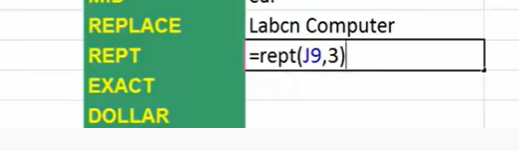 REPLACE Labcn Computer
REPT =rept(J9,3)
EXACT
DOLLAR